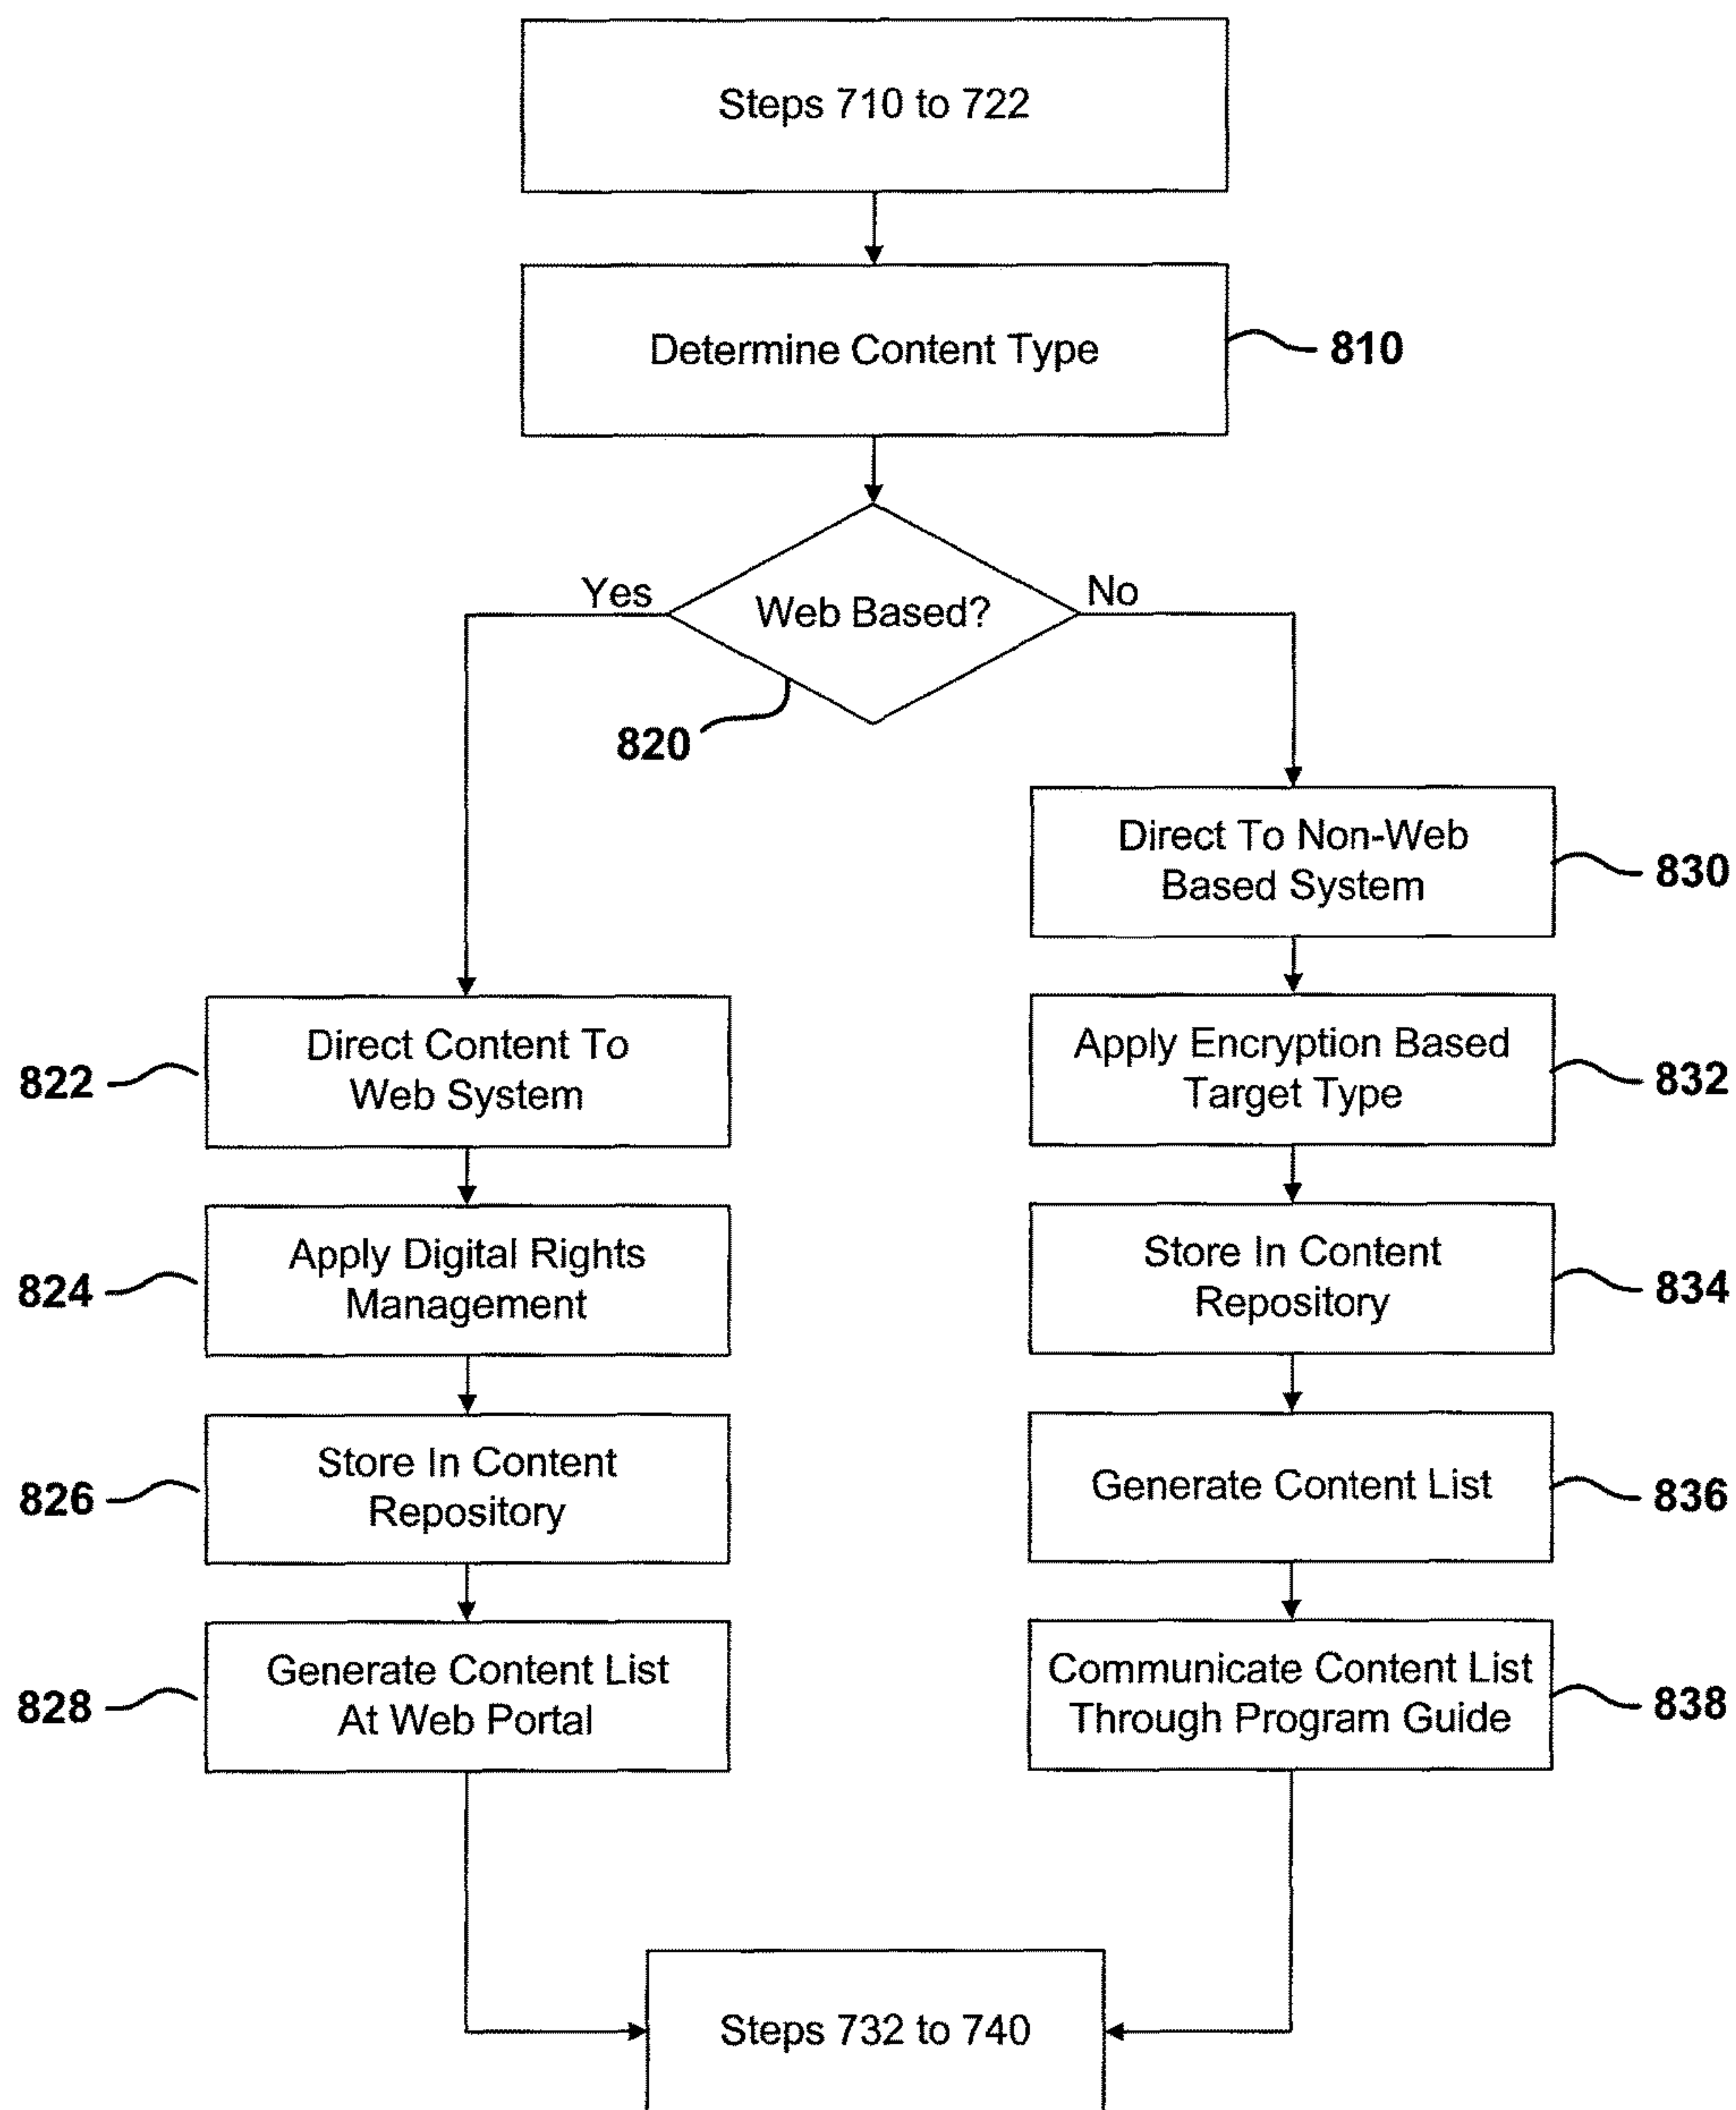 Steps 710 to 722
Determine Content Type
810
Yes
Web Based?
No
820
Direct To Non-Web
Based System
830
Direct Content To
Web System
822
Apply Encryption Based
Target Type
832
Apply Digital Rights
Management
824
Store In Content
Repository
834
Store In Content
Repository
826
Generate Content List
836
Generate Content List
At Web Portal
828
Communicate Content List
Through Program Guide
838
Steps 732 to 740